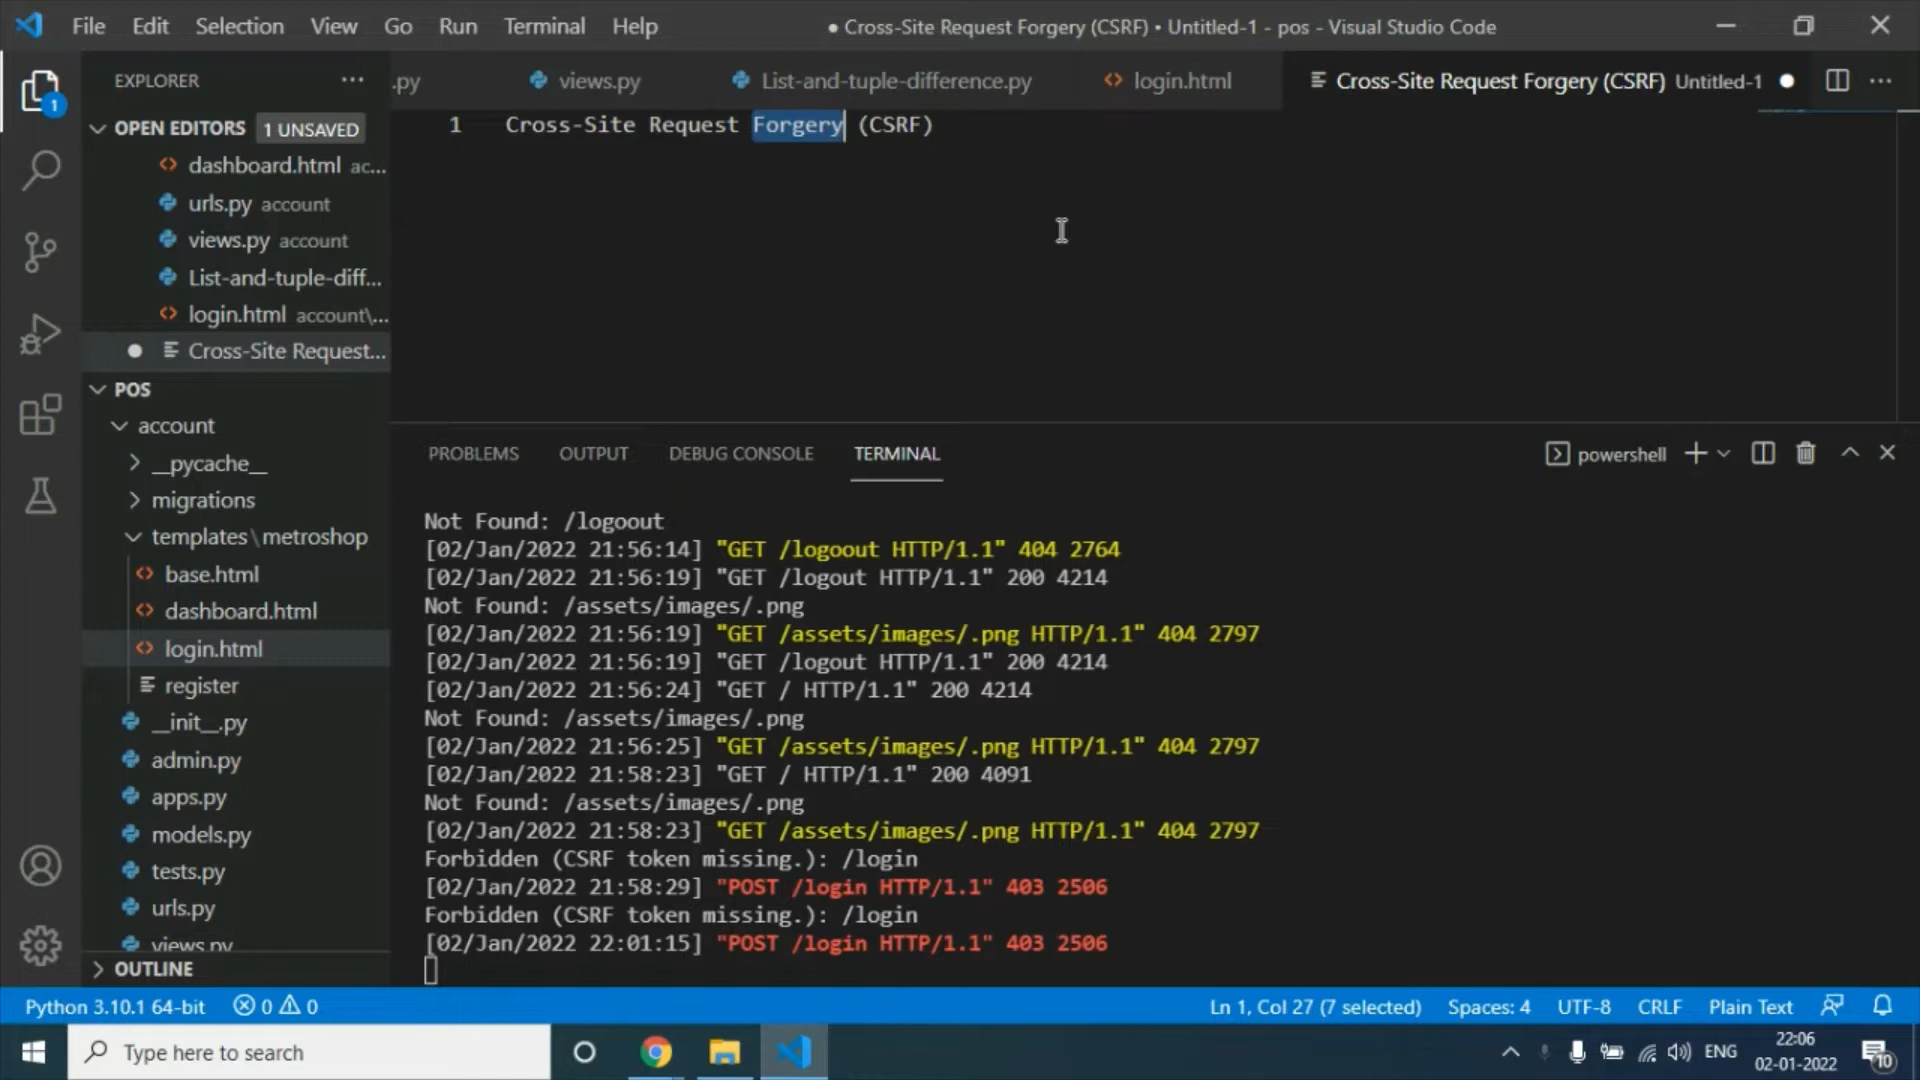 File Edit Selection View Go Run Terminal Help ● Cross-Site Request Forgery (CSRF) • Untitled-1 - pos - Visual Studio Code
EXPLORER ··· .py views.py List-and-tuple-difference.py login.html Cross-Site Request Forgery (CSRF) Untitled-1 ● ···
1
OPEN EDITORS 1 UNSAVED
1 Cross-Site Request Forgery (CSRF)
dashboard.html ac...
urls.py account
views.py account
List-and-tuple-diff...
login.html account\...
Cross-Site Request...
POS
account
__pycache__
migrations
templates\metroshop
base.html
dashboard.html
login.html
register
__init__.py
admin.py
apps.py
models.py
tests.py
urls.py
views.py
OUTLINE
PROBLEMS OUTPUT DEBUG CONSOLE TERMINAL powershell
Not Found: /logoout
[02/Jan/2022 21:56:14] "GET /logoout HTTP/1.1" 404 2764
[02/Jan/2022 21:56:19] "GET /logout HTTP/1.1" 200 4214
Not Found: /assets/images/.png
[02/Jan/2022 21:56:19] "GET /assets/images/.png HTTP/1.1" 404 2797
[02/Jan/2022 21:56:19] "GET /logout HTTP/1.1" 200 4214
[02/Jan/2022 21:56:24] "GET / HTTP/1.1" 200 4214
Not Found: /assets/images/.png
[02/Jan/2022 21:56:25] "GET /assets/images/.png HTTP/1.1" 404 2797
[02/Jan/2022 21:58:23] "GET / HTTP/1.1" 200 4091
Not Found: /assets/images/.png
[02/Jan/2022 21:58:23] "GET /assets/images/.png HTTP/1.1" 404 2797
Forbidden (CSRF token missing.): /login
[02/Jan/2022 21:58:29] "POST /login HTTP/1.1" 403 2506
Forbidden (CSRF token missing.): /login
[02/Jan/2022 22:01:15] "POST /login HTTP/1.1" 403 2506
Python 3.10.1 64-bit 0 0 Ln 1, Col 27 (7 selected) Spaces: 4 UTF-8 CRLF Plain Text
Type here to search ENG 22:06
02-01-2022 10